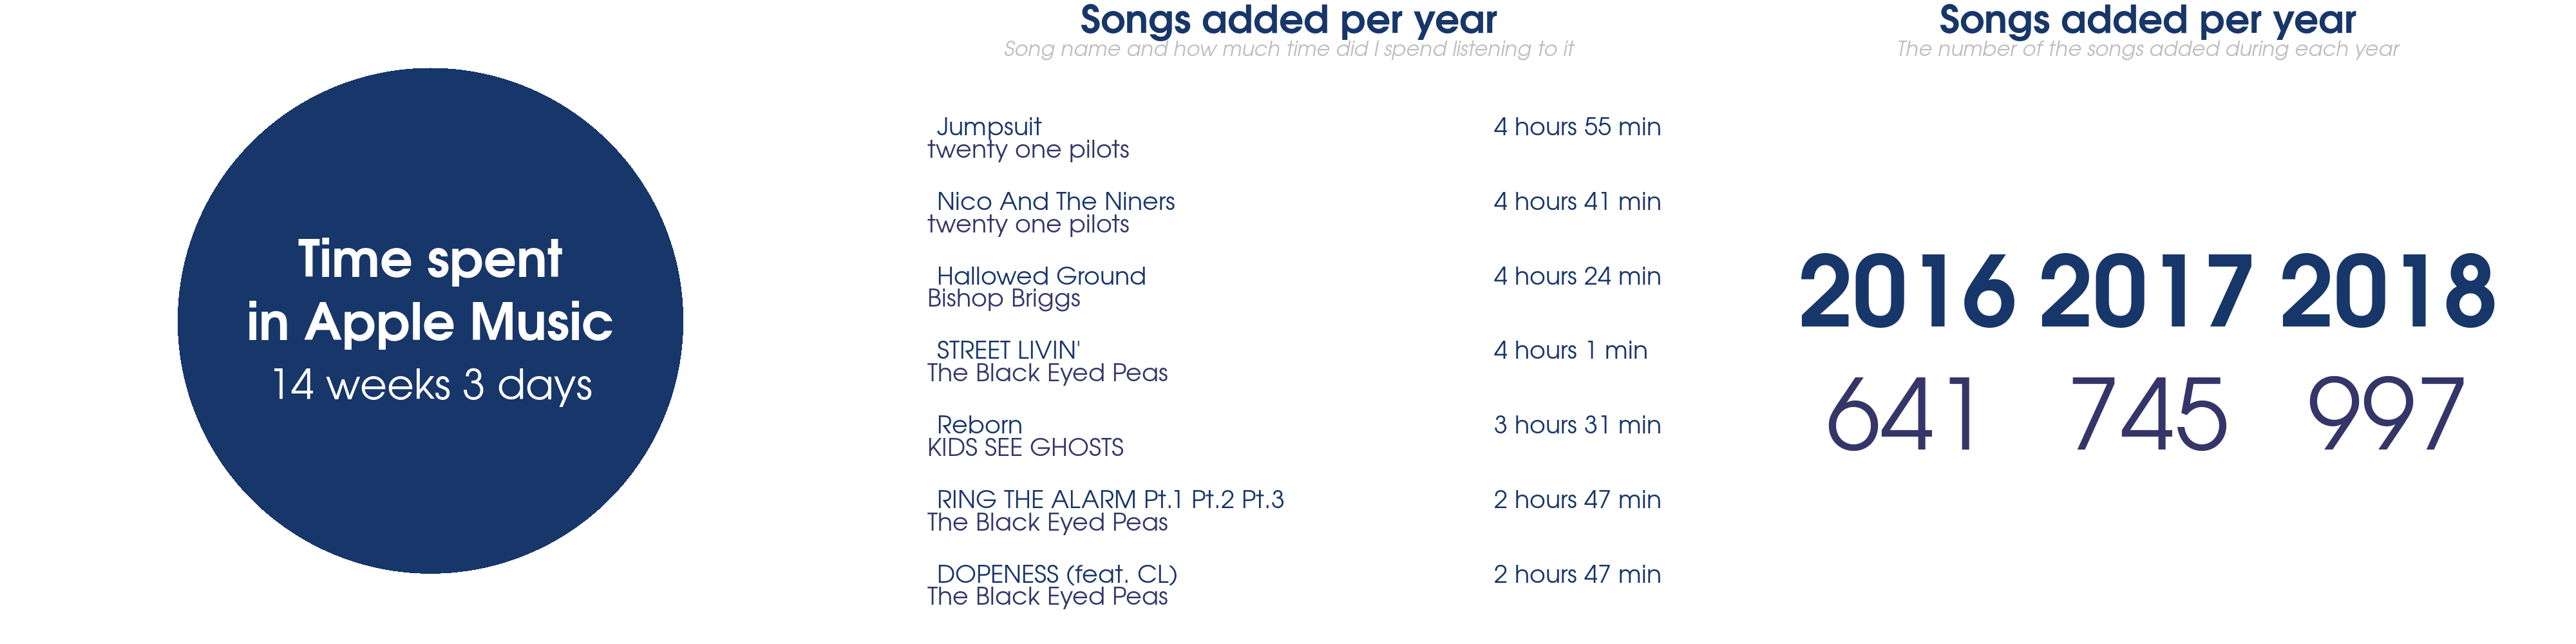 Time spent
in Apple Music
14 weeks 3 days
Songs added per year
Song name and how much time did I spend listening to it
Jumpsuit 4 hours 55 min
twenty one pilots
Nico And The Niners 4 hours 41 min
twenty one pilots
Hallowed Ground 4 hours 24 min
Bishop Briggs
STREET LIVIN' 4 hours 1 min
The Black Eyed Peas
Reborn 3 hours 31 min
KIDS SEE GHOSTS
RING THE ALARM Pt.1 Pt.2 Pt.3 2 hours 47 min
The Black Eyed Peas
DOPENESS (feat. CL) 2 hours 47 min
The Black Eyed Peas
Songs added per year
The number of the songs added during each year
2016 2017 2018
641 745 997